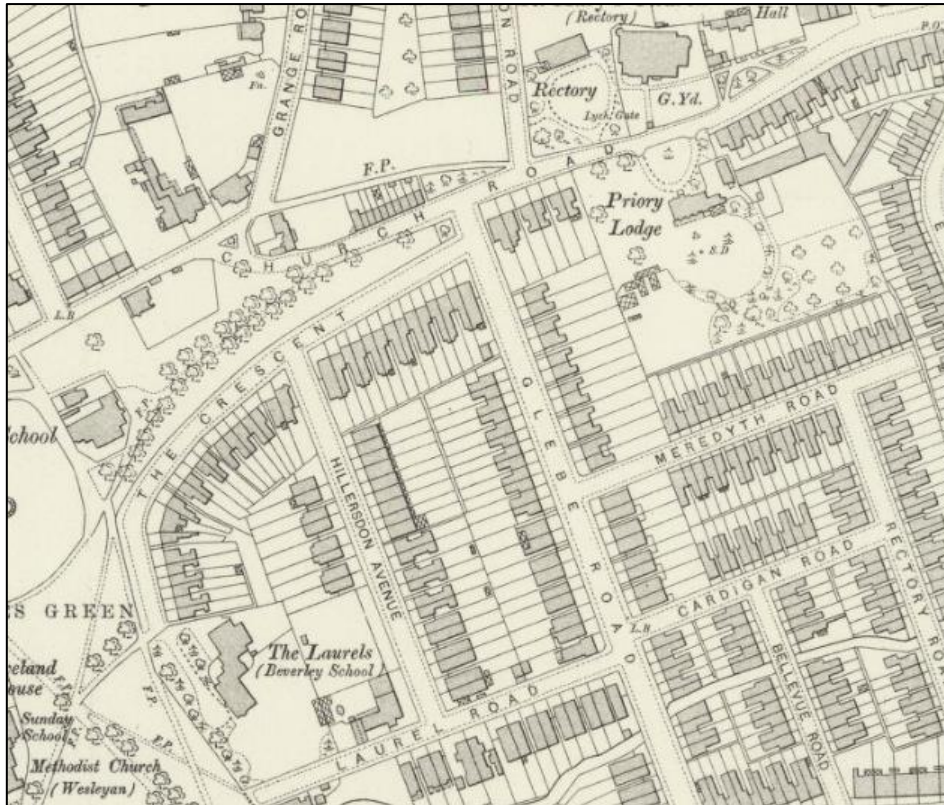 (Rectory)
Hall
P.O.
GRANGE RO
ON ROAD
Fn.
Rectory
G.Yd.
Lych Gate
F.P.
CHURCH ROAD
Priory
Lodge
S.D
L.B
THE CRESCENT
F.P.
School
GLEBE ROAD
MEREDYTH ROAD
HILLERSDON AVENUE
CARDIGAN ROAD
RECTORY RO
ES GREEN
L.B
The Laurels
(Beverley School)
BELLEVUE ROAD
F.P.
F.P.
Sunday
School
F.P.
F.P.
LAUREL ROAD
Methodist Church
(Wesleyan)